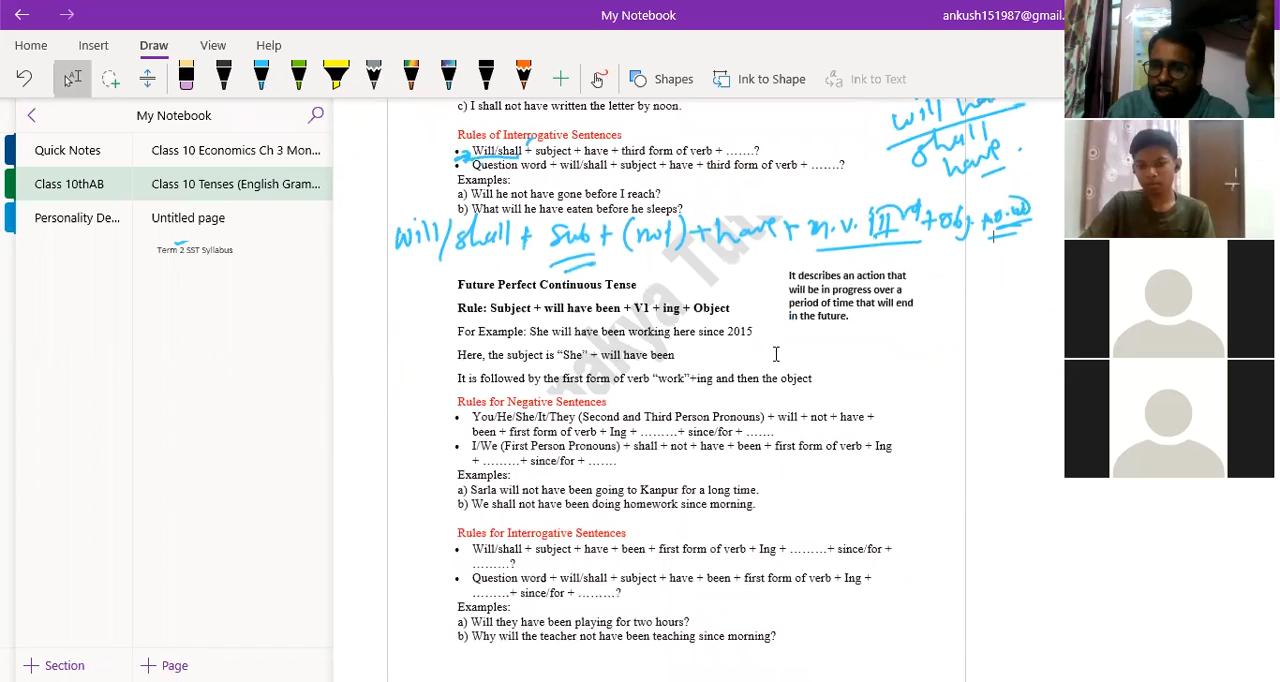 My Notebook
ankush151987@gmail.
Home Insert Draw View Help
Shapes Ink to Shape Ink to Text
My Notebook
Quick Notes
Class 10thAB
Personality De...
Class 10 Economics Ch 3 Mon...
Class 10 Tenses (English Gram...
Untitled page
Term 2 SST Syllabus
Section
Page
c) I shall not have written the letter by noon.
will have
shall
have.
Rules of Interrogative Sentences
• Will/shall + subject + have + third form of verb + …….?
• Question word + will/shall + subject + have + third form of verb + …….?
Examples:
a) Will he not have gone before I reach?
b) What will he have eaten before he sleeps?
will/shall + sub + (not) + have + m.v. IIIrd + obj.
Future Perfect Continuous Tense
Rule: Subject + will have been + V1 + ing + Object
For Example: She will have been working here since 2015
Here, the subject is “She” + will have been
It is followed by the first form of verb “work”+ing and then the object
It describes an action that
will be in progress over a
period of time that will end
in the future.
Rules for Negative Sentences
• You/He/She/It/They (Second and Third Person Pronouns) + will + not + have +
been + first form of verb + Ing + ………+ since/for + …….
• I/We (First Person Pronouns) + shall + not + have + been + first form of verb + Ing
+ ………+ since/for + …….
Examples:
a) Sarla will not have been going to Kanpur for a long time.
b) We shall not have been doing homework since morning.
Rules for Interrogative Sentences
• Will/shall + subject + have + been + first form of verb + Ing + ………+ since/for +
………?
• Question word + will/shall + subject + have + been + first form of verb + Ing +
………+ since/for + ………?
Examples:
a) Will they have been playing for two hours?
b) Why will the teacher not have been teaching since morning?